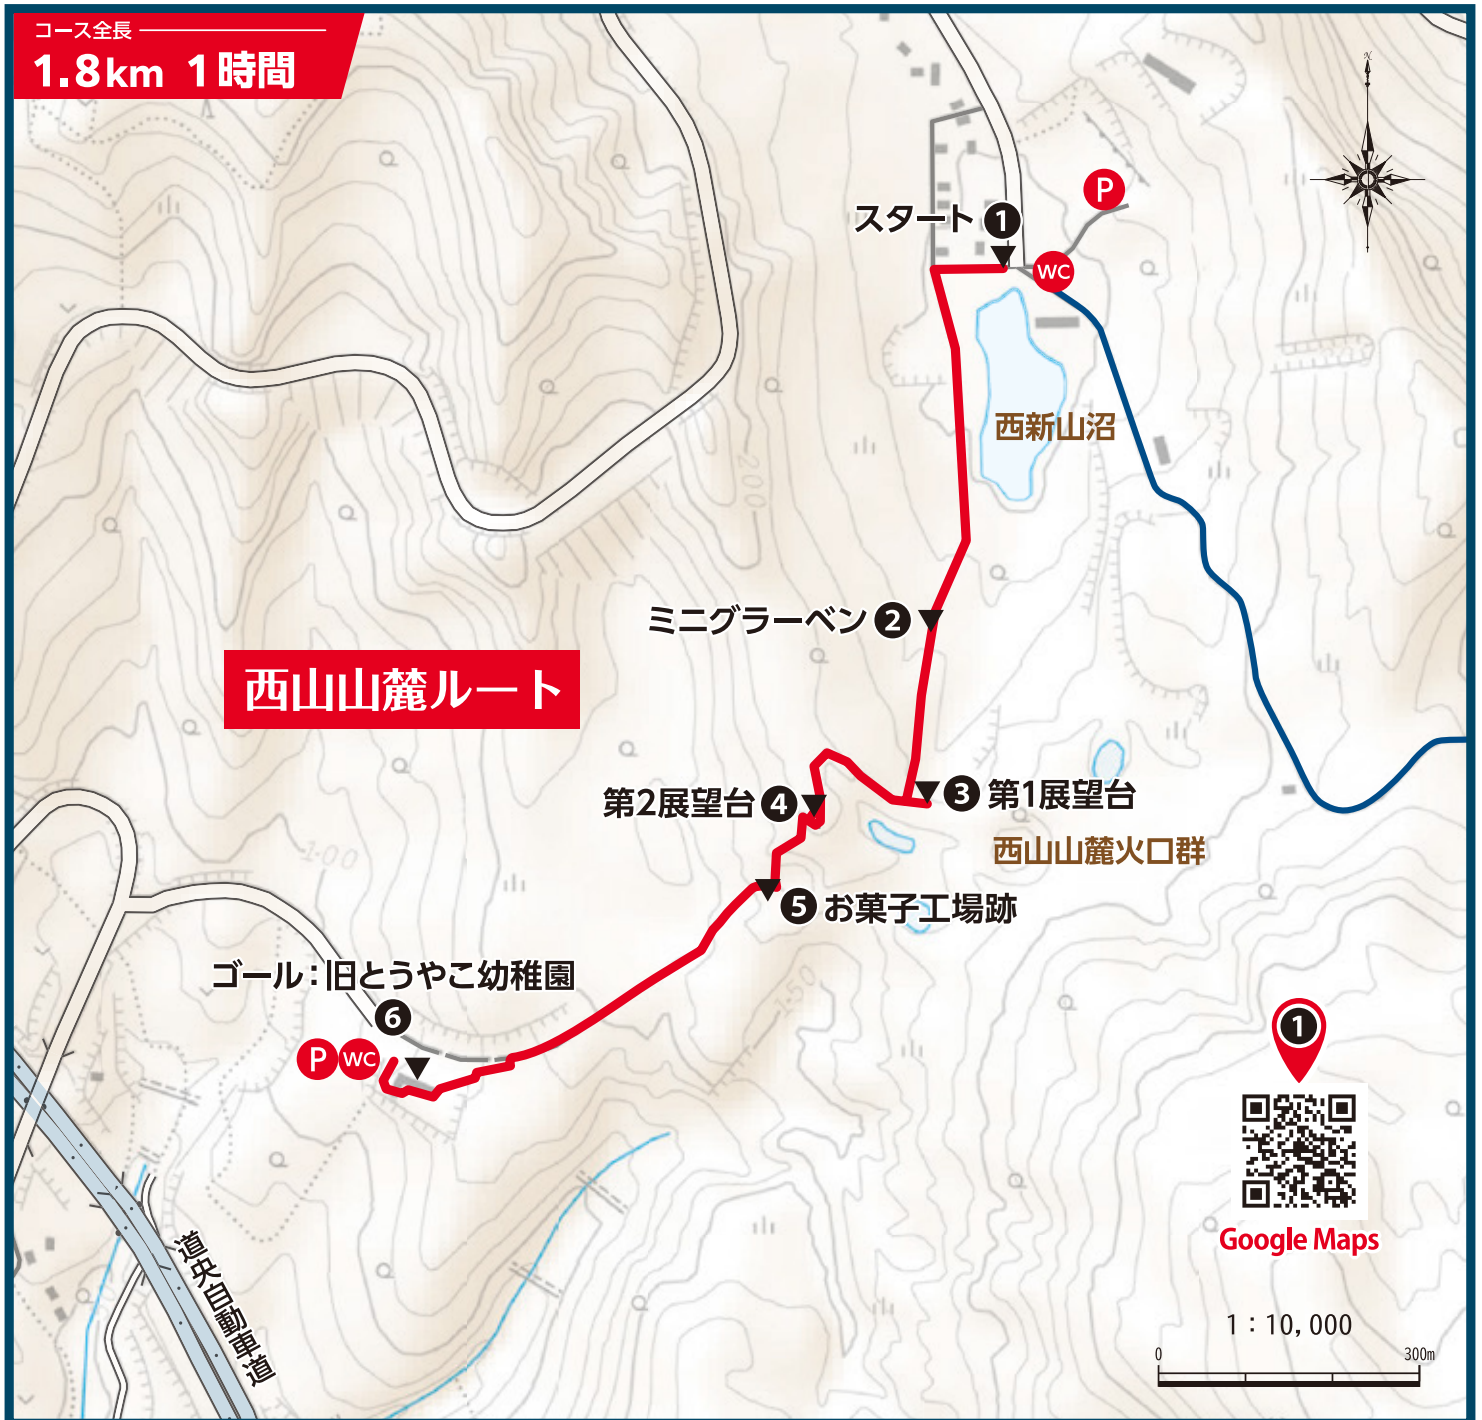 コース全長
1.8km 1時間
N
P
スタート 1
WC
西新山沼
200
ミニグラーベン 2
西山山麓ルート
第2展望台 4
3 第1展望台
西山山麓火口群
100
5 お菓子工場跡
ゴール：旧とうやこ幼稚園
6
150
P WC
1
Google Maps
道央自動車道
1：10,000
0 300m